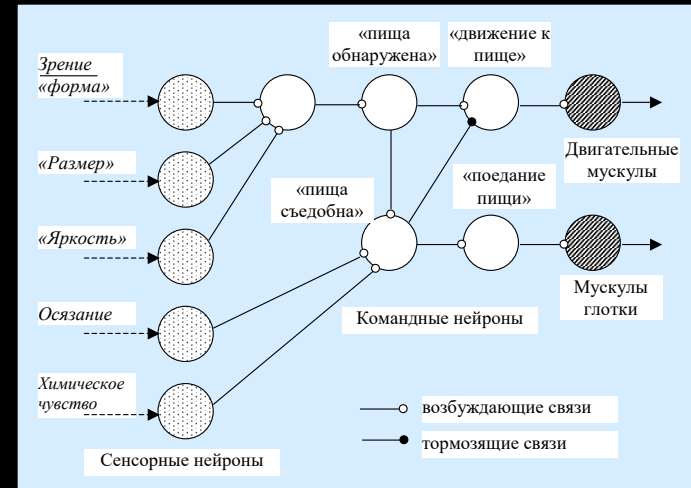 «пища
обнаружена»
«движение к
пище»
Зрение
«форма»
Двигательные
мускулы
«Размер»
«пища
съедобна»
«поедание
пищи»
«Яркость»
Мускулы
глотки
Осязание
Командные нейроны
Химическое
чувство
возбуждающие связи
тормозящие связи
Сенсорные нейроны